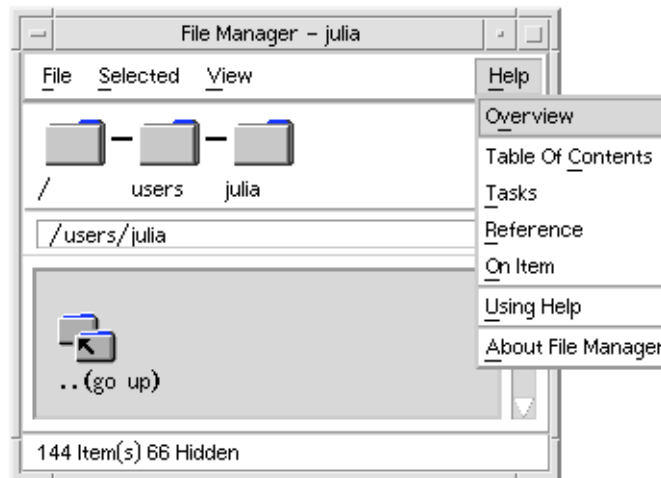 File Manager – julia
File Selected View Help
/ users julia
/users/julia
..(go up)
144 Item(s) 66 Hidden
Overview
Table Of Contents
Tasks
Reference
On Item
Using Help
About File Manager